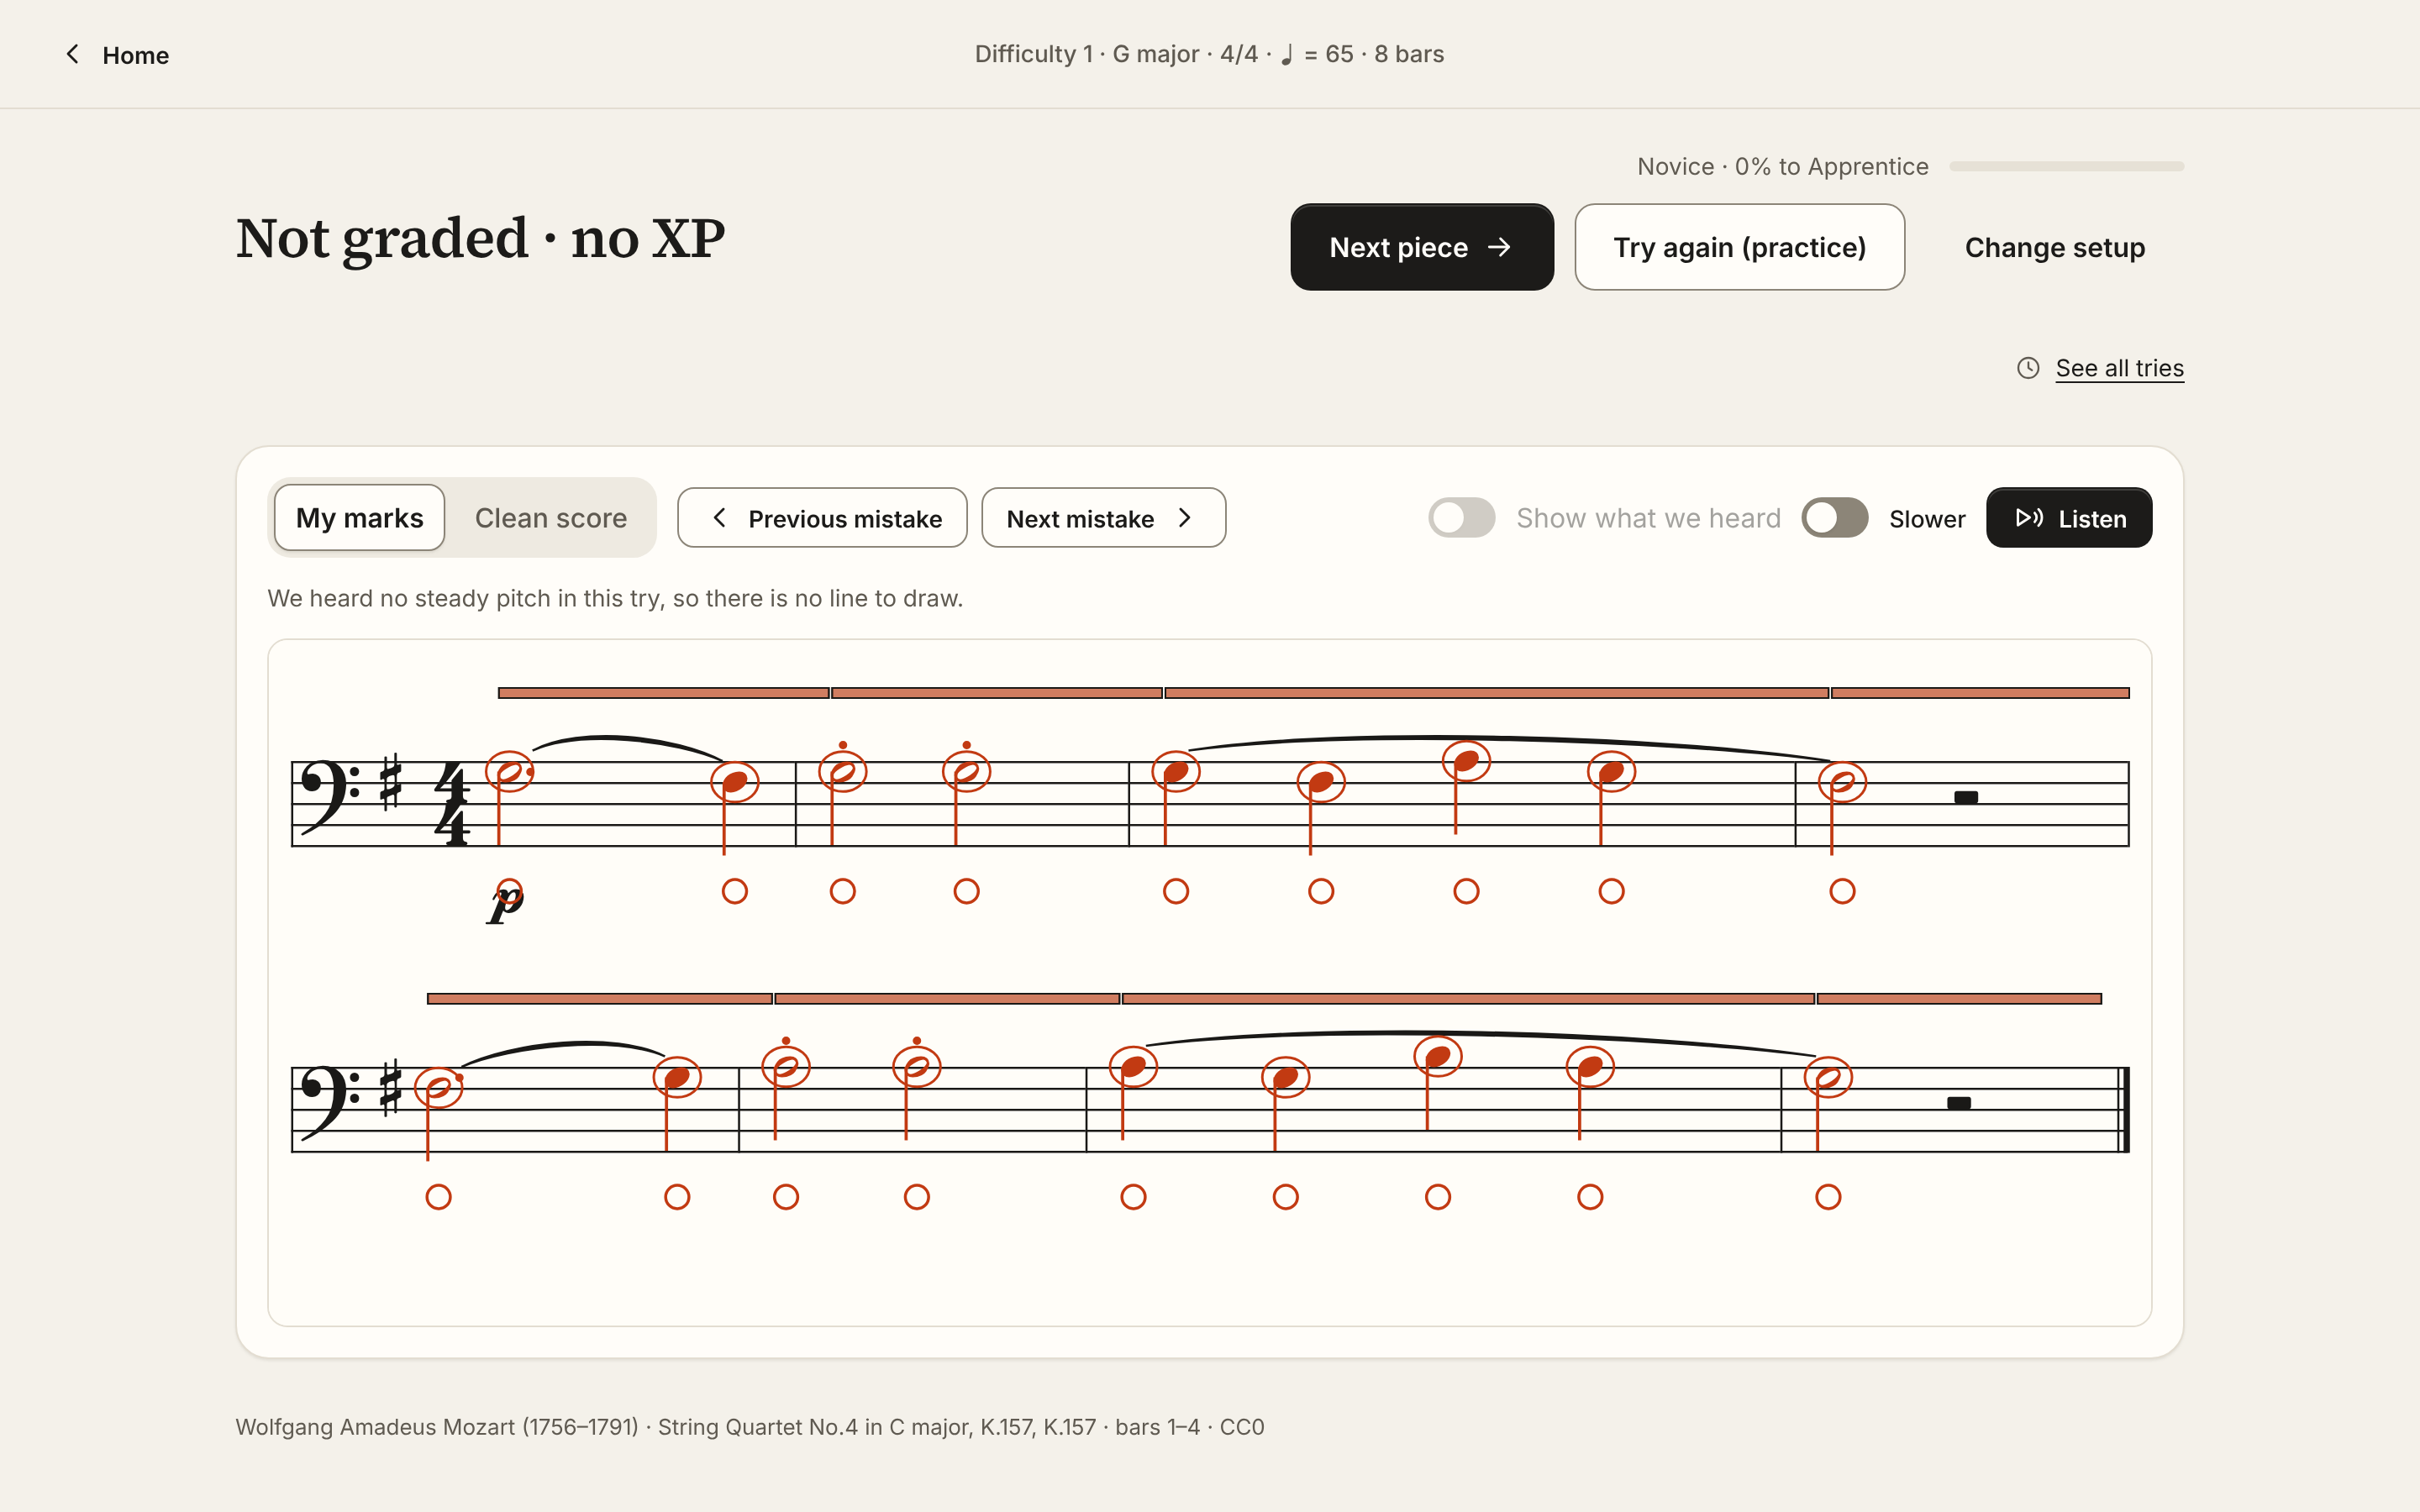 Home
Difficulty 1 · G major · 4/4 · ♩ = 65 · 8 bars
Novice · 0% to Apprentice
Not graded · no XP
Next piece →
Try again (practice)
Change setup
See all tries
My marks
Clean score
Previous mistake
Next mistake
Show what we heard
Slower
Listen
We heard no steady pitch in this try, so there is no line to draw.
4
4
p
Wolfgang Amadeus Mozart (1756–1791) · String Quartet No.4 in C major, K.157, K.157 · bars 1–4 · CC0